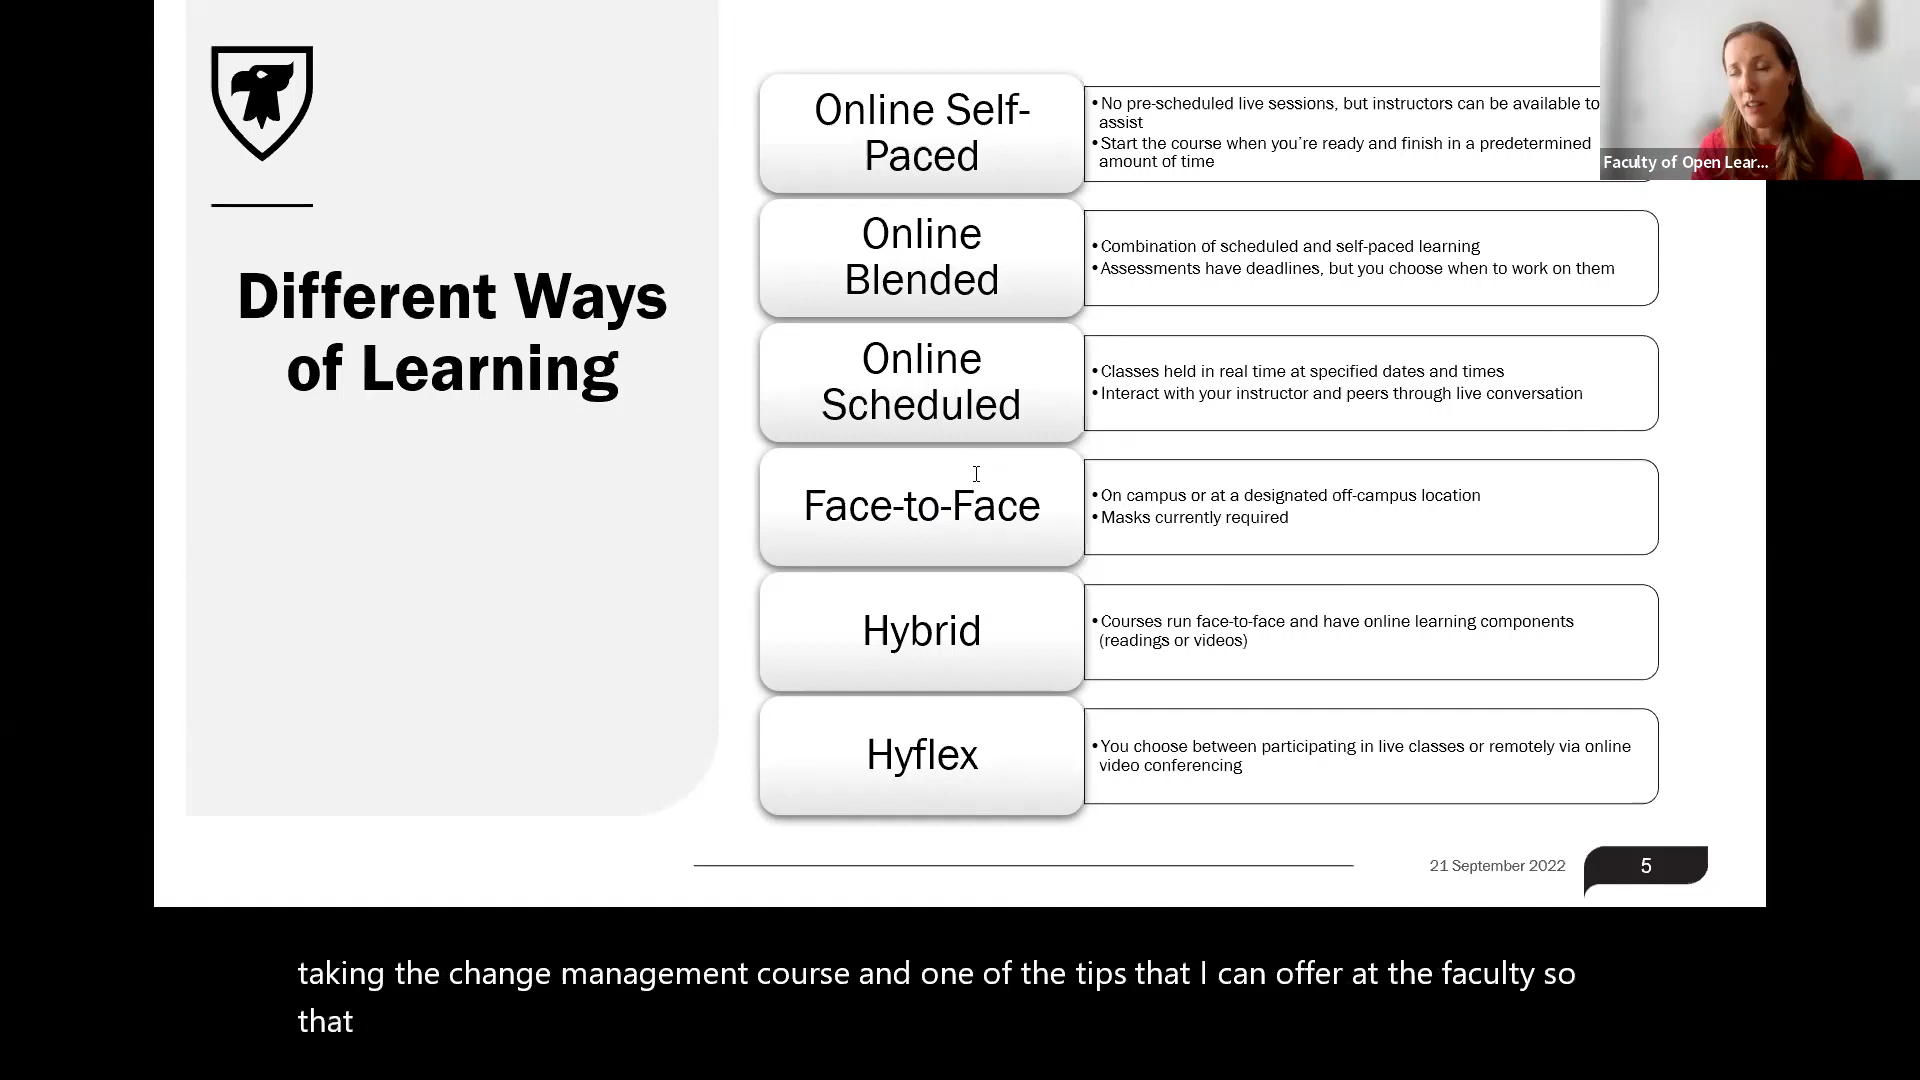 Different Ways
of Learning
Online Self-
Paced
•No pre-scheduled live sessions, but instructors can be available to
assist
•Start the course when you’re ready and finish in a predetermined
amount of time
Faculty of Open Lear...
Online
Blended
•Combination of scheduled and self-paced learning
•Assessments have deadlines, but you choose when to work on them
Online
Scheduled
•Classes held in real time at specified dates and times
•Interact with your instructor and peers through live conversation
Face-to-Face
•On campus or at a designated off-campus location
•Masks currently required
Hybrid
•Courses run face-to-face and have online learning components
(readings or videos)
Hyflex
•You choose between participating in live classes or remotely via online
video conferencing
21 September 2022
5
taking the change management course and one of the tips that I can offer at the faculty so
that